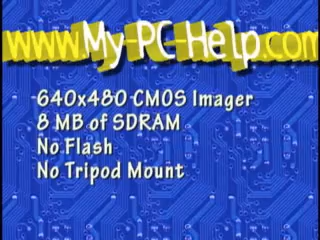 www.My-PC-Help.com
640x480 CMOS Imager
8 MB of SDRAM
No Flash
No Tripod Mount